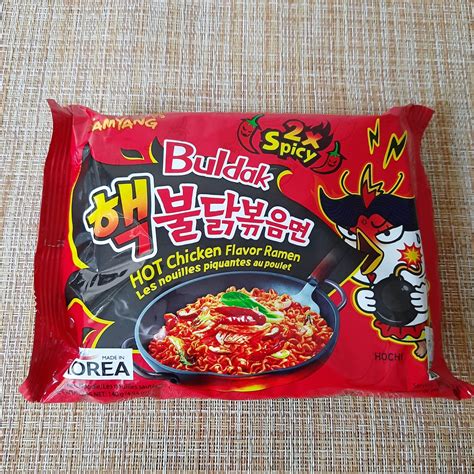 AMYANG
2x
Spicy
Buldak
핵불닭볶음면
HOT Chicken Flavor Ramen
Les nouilles piquantes au poulet
MADE IN
KOREA
HOCHI